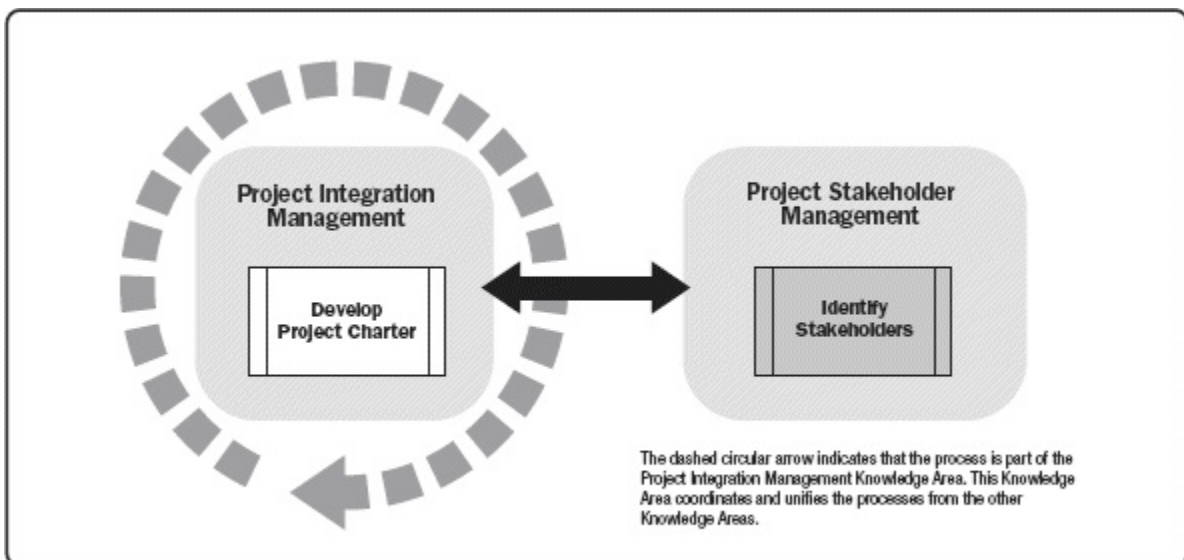 Project Integration
Management
Develop
Project Charter
Project Stakeholder
Management
Identify
Stakeholders
The dashed circular arrow indicates that the process is part of the
Project Integration Management Knowledge Area. This Knowledge
Area coordinates and unifies the processes from the other
Knowledge Areas.